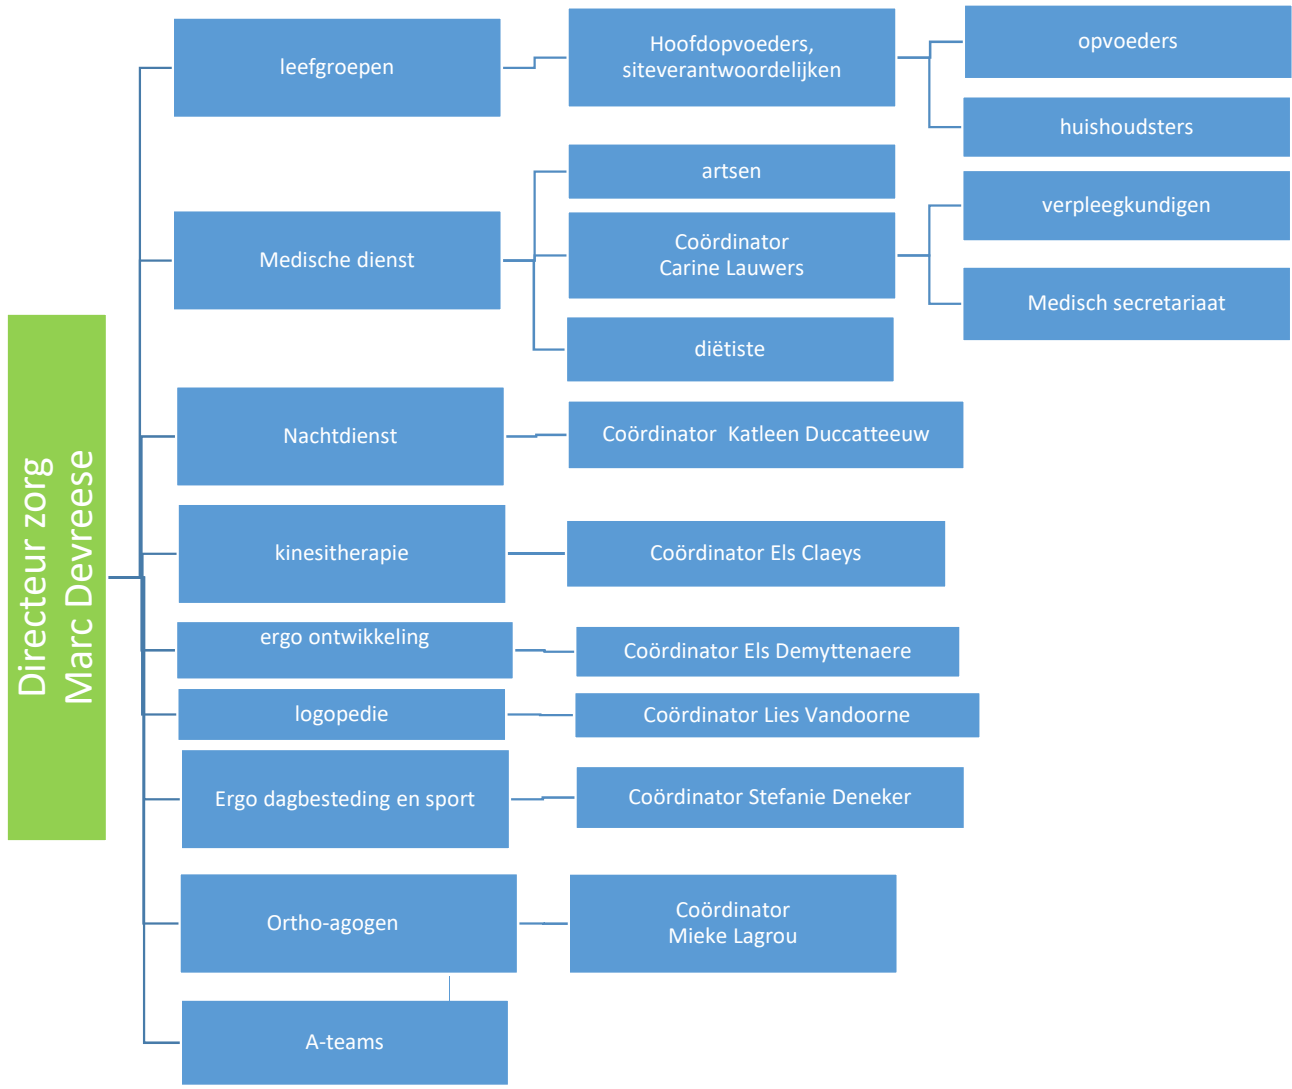 Directeur zorg
Marc Devreese
leefgroepen
Hoofdopvoeders,
siteverantwoordelijken
opvoeders
huishoudsters
Medische dienst
artsen
Coördinator
Carine Lauwers
verpleegkundigen
Medisch secretariaat
diëtiste
Nachtdienst
Coördinator  Katleen Duccatteeuw
kinesitherapie
Coördinator Els Claeys
ergo ontwikkeling
Coördinator Els Demyttenaere
logopedie
Coördinator Lies Vandoorne
Ergo dagbesteding en sport
Coördinator Stefanie Deneker
Ortho-agogen
Coördinator
Mieke Lagrou
A-teams